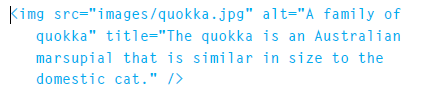 <img src="images/quokka.jpg" alt="A family of
quokka" title="The quokka is an Australian
marsupial that is similar in size to the
domestic cat." />